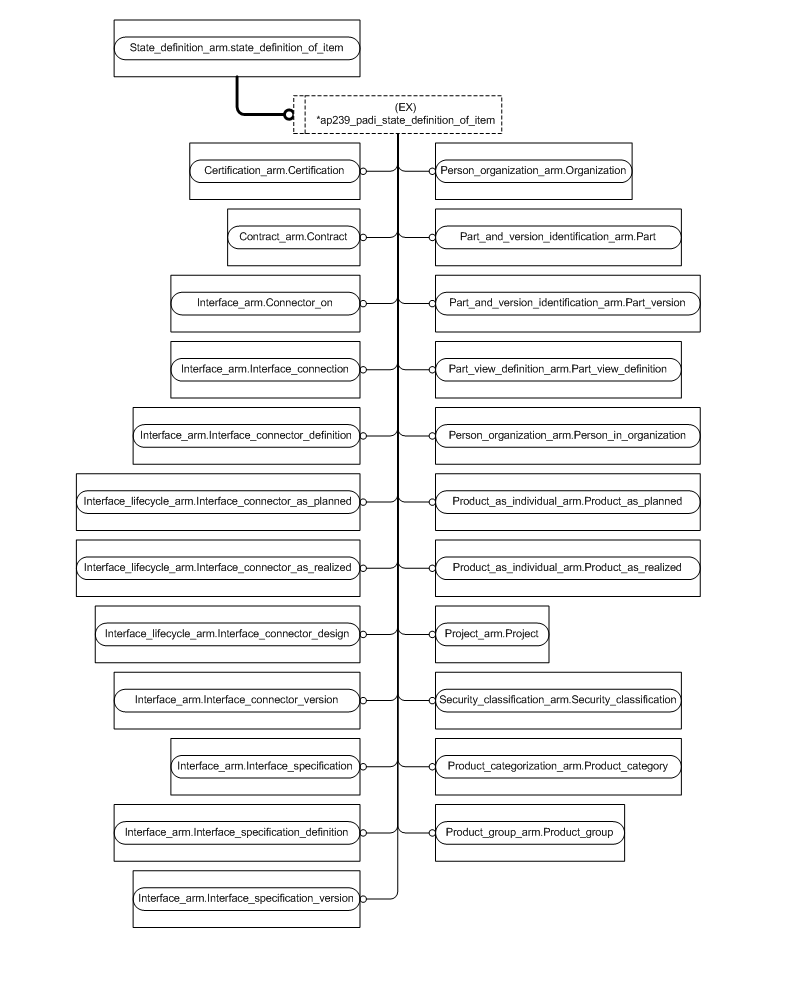 State_definition_arm.state_definition_of_item
(EX)
*ap239_padi_state_definition_of_item
Certification_arm.Certification
Person_organization_arm.Organization
Contract_arm.Contract
Part_and_version_identification_arm.Part
Interface_arm.Connector_on
Part_and_version_identification_arm.Part_version
Interface_arm.Interface_connection
Part_view_definition_arm.Part_view_definition
Interface_arm.Interface_connector_definition
Person_organization_arm.Person_in_organization
Interface_lifecycle_arm.Interface_connector_as_planned
Product_as_individual_arm.Product_as_planned
Interface_lifecycle_arm.Interface_connector_as_realized
Product_as_individual_arm.Product_as_realized
Interface_lifecycle_arm.Interface_connector_design
Project_arm.Project
Interface_arm.Interface_connector_version
Security_classification_arm.Security_classification
Interface_arm.Interface_specification
Product_categorization_arm.Product_category
Interface_arm.Interface_specification_definition
Product_group_arm.Product_group
Interface_arm.Interface_specification_version